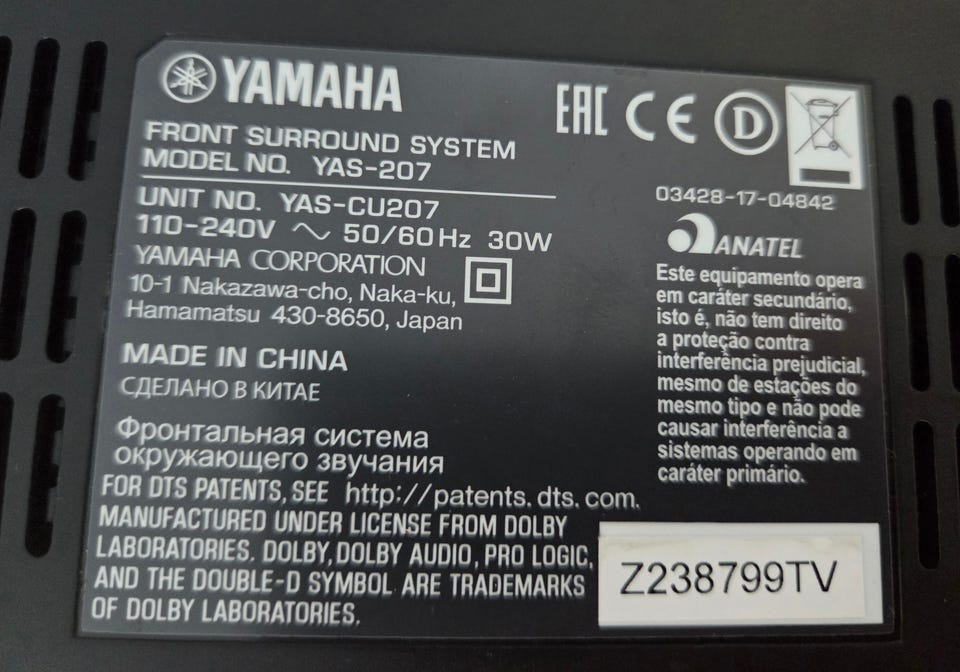 YAMAHA
FRONT SURROUND SYSTEM
MODEL NO. YAS-207
UNIT NO. YAS-CU207
110-240V ~ 50/60Hz 30W
YAMAHA CORPORATION
10-1 Nakazawa-cho, Naka-ku,
Hamamatsu 430-8650, Japan
MADE IN CHINA
СДЕЛАНО В КИТАЕ
Фронтальная система
окружающего звучания
FOR DTS PATENTS, SEE http://patents.dts.com.
MANUFACTURED UNDER LICENSE FROM DOLBY
LABORATORIES. DOLBY, DOLBY AUDIO, PRO LOGIC,
AND THE DOUBLE-D SYMBOL ARE TRADEMARKS
OF DOLBY LABORATORIES.
EAC CE D
03428-17-04842
ANATEL
Este equipamento opera
em caráter secundário,
isto é, não tem direito
a proteção contra
interferência prejudicial,
mesmo de estações do
mesmo tipo e não pode
causar interferência a
sistemas operando em
caráter primário.
Z238799TV